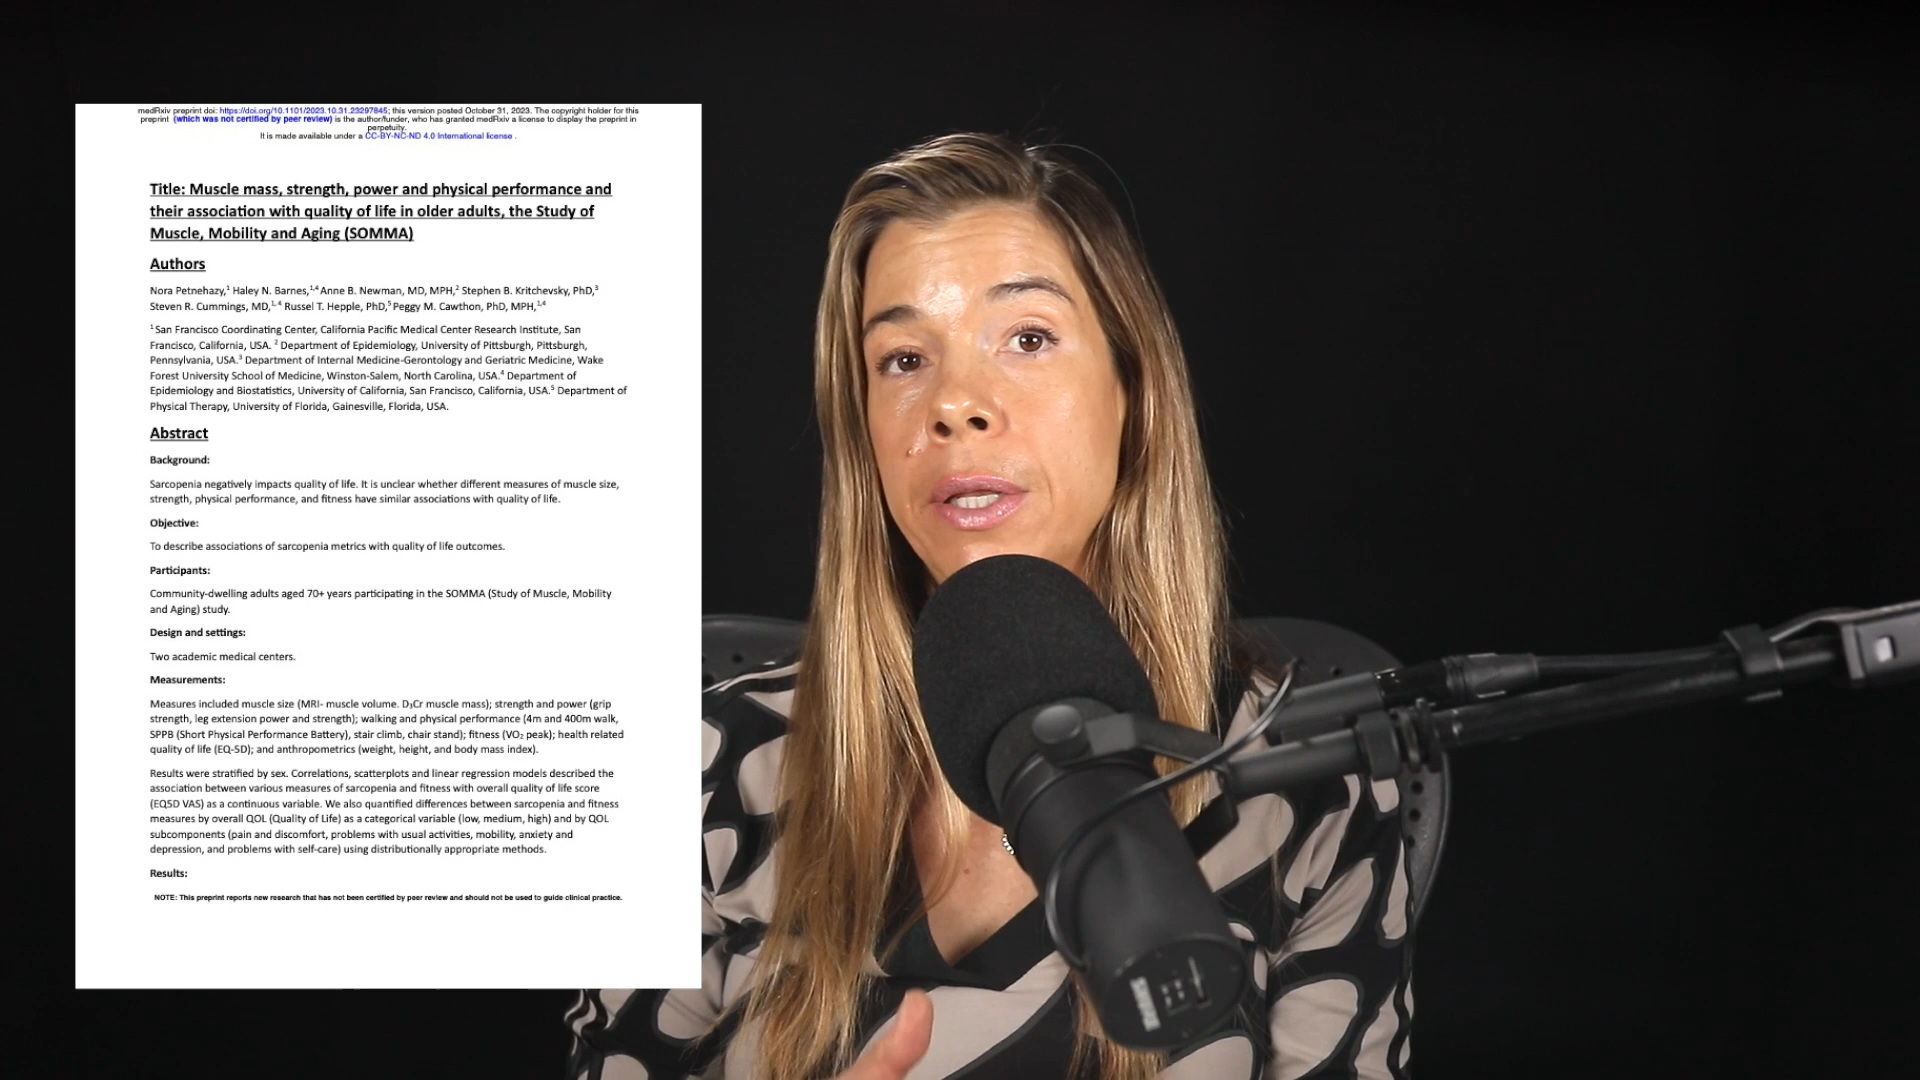 medRxiv preprint doi: https://doi.org/10.1101/2023.10.31.23297845; this version posted October 31, 2023. The copyright holder for this
preprint (which was not certified by peer review) is the author/funder, who has granted medRxiv a license to display the preprint in
perpetuity.
It is made available under a CC-BY-NC-ND 4.0 International license .
Title: Muscle mass, strength, power and physical performance and
their association with quality of life in older adults, the Study of
Muscle, Mobility and Aging (SOMMA)
Authors
Nora Petnehazy,¹ Haley N. Barnes,¹,⁴ Anne B. Newman, MD, MPH,² Stephen B. Kritchevsky, PhD,³
Steven R. Cummings, MD,¹,⁴ Russel T. Hepple, PhD,⁵ Peggy M. Cawthon, PhD, MPH,¹,⁴
¹ San Francisco Coordinating Center, California Pacific Medical Center Research Institute, San
Francisco, California, USA. ² Department of Epidemiology, University of Pittsburgh, Pittsburgh,
Pennsylvania, USA.³ Department of Internal Medicine-Gerontology and Geriatric Medicine, Wake
Forest University School of Medicine, Winston-Salem, North Carolina, USA.⁴ Department of
Epidemiology and Biostatistics, University of California, San Francisco, California, USA.⁵ Department of
Physical Therapy, University of Florida, Gainesville, Florida, USA.
Abstract
Background:
Sarcopenia negatively impacts quality of life. It is unclear whether different measures of muscle size,
strength, physical performance, and fitness have similar associations with quality of life.
Objective:
To describe associations of sarcopenia metrics with quality of life outcomes.
Participants:
Community-dwelling adults aged 70+ years participating in the SOMMA (Study of Muscle, Mobility
and Aging) study.
Design and settings:
Two academic medical centers.
Measurements:
Measures included muscle size (MRI- muscle volume. D₃Cr muscle mass); strength and power (grip
strength, leg extension power and strength); walking and physical performance (4m and 400m walk,
SPPB (Short Physical Performance Battery), stair climb, chair stand); fitness (VO₂ peak); health related
quality of life (EQ-5D); and anthropometrics (weight, height, and body mass index).
Results were stratified by sex. Correlations, scatterplots and linear regression models described the
association between various measures of sarcopenia and fitness with overall quality of life score
(EQ5D VAS) as a continuous variable. We also quantified differences between sarcopenia and fitness
measures by overall QOL (Quality of Life) as a categorical variable (low, medium, high) and by QOL
subcomponents (pain and discomfort, problems with usual activities, mobility, anxiety and
depression, and problems with self-care) using distributionally appropriate methods.
Results:
NOTE: This preprint reports new research that has not been certified by peer review and should not be used to guide clinical practice.